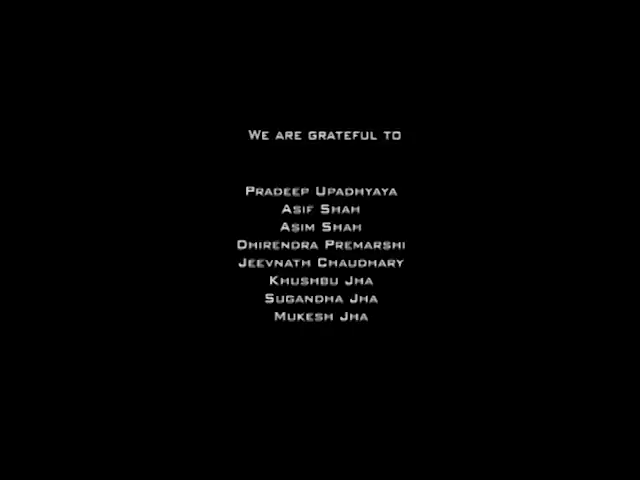 We are grateful to
Pradeep Upadhyaya
Asif Shah
Asim Shah
Dhirendra Premarshi
Jeevnath Chaudhary
Khushbu Jha
Sugandha Jha
Mukesh Jha